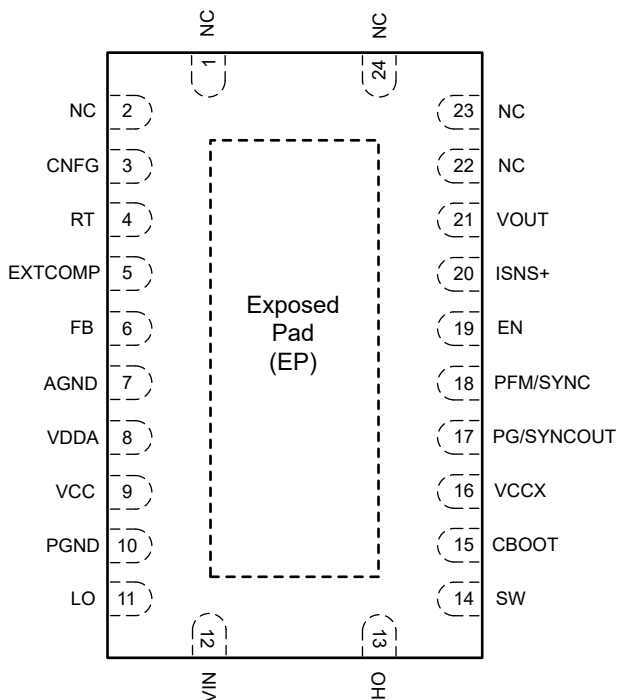 NC
NC
1
24
NC 2
23 NC
CNFG 3
22 NC
RT 4
21 VOUT
EXTCOMP 5
20 ISNS+
FB 6
19 EN
AGND 7
18 PFM/SYNC
VDDA 8
17 PG/SYNCOUT
VCC 9
16 VCCX
PGND 10
15 CBOOT
LO 11
14 SW
Exposed
Pad
(EP)
12
13
VIN
HO